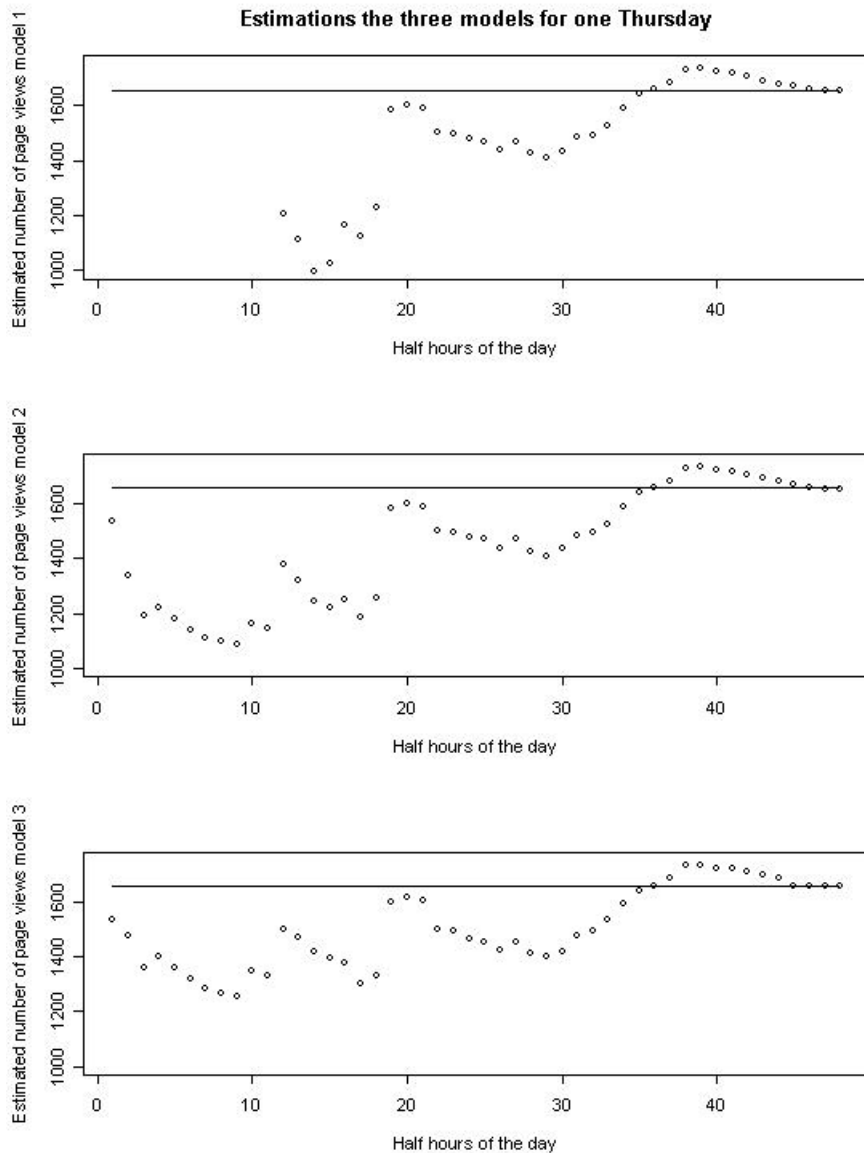 Estimations the three models for one Thursday
Estimated number of page views model 1
1600
1400
1200
1000
0 10 20 30 40
Half hours of the day
Estimated number of page views model 2
1600
1400
1200
1000
0 10 20 30 40
Half hours of the day
Estimated number of page views model 3
1600
1400
1200
1000
0 10 20 30 40
Half hours of the day